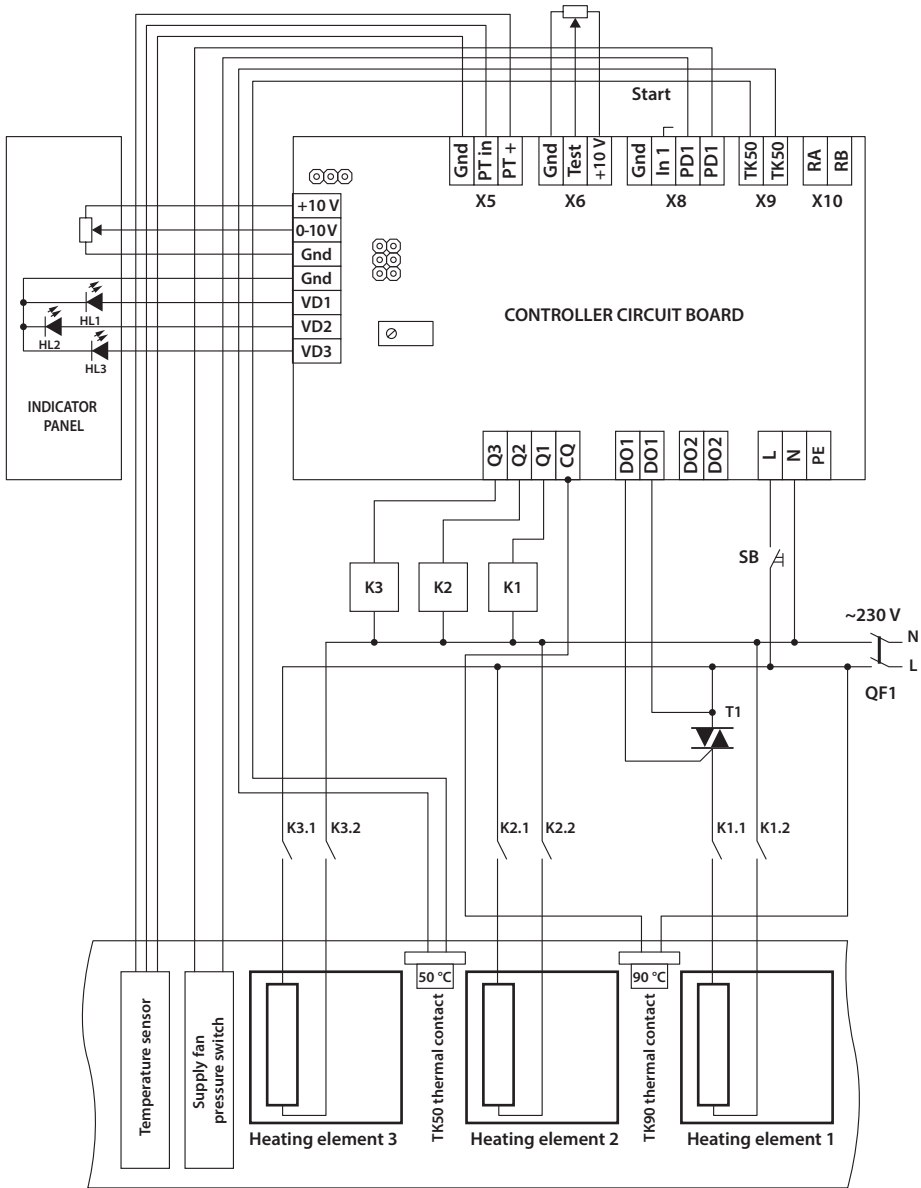 Start
Gnd
PT in
PT +
X5
Gnd
Test
+10 V
X6
Gnd
In 1
PD1
PD1
X8
TK50
TK50
X9
RA
RB
X10
+10 V
0-10V
Gnd
Gnd
VD1
VD2
VD3
HL1
HL2
HL3
INDICATOR
PANEL
CONTROLLER CIRCUIT BOARD
Q3
Q2
Q1
CQ
DO1
DO1
DO2
DO2
L
N
PE
K3
K2
K1
SB
~230 V
N
L
QF1
T1
K3.1
K3.2
K2.1
K2.2
K1.1
K1.2
Temperature sensor
Supply fan
pressure switch
Heating element 3
50 °C
TK50 thermal contact
Heating element 2
90 °C
TK90 thermal contact
Heating element 1